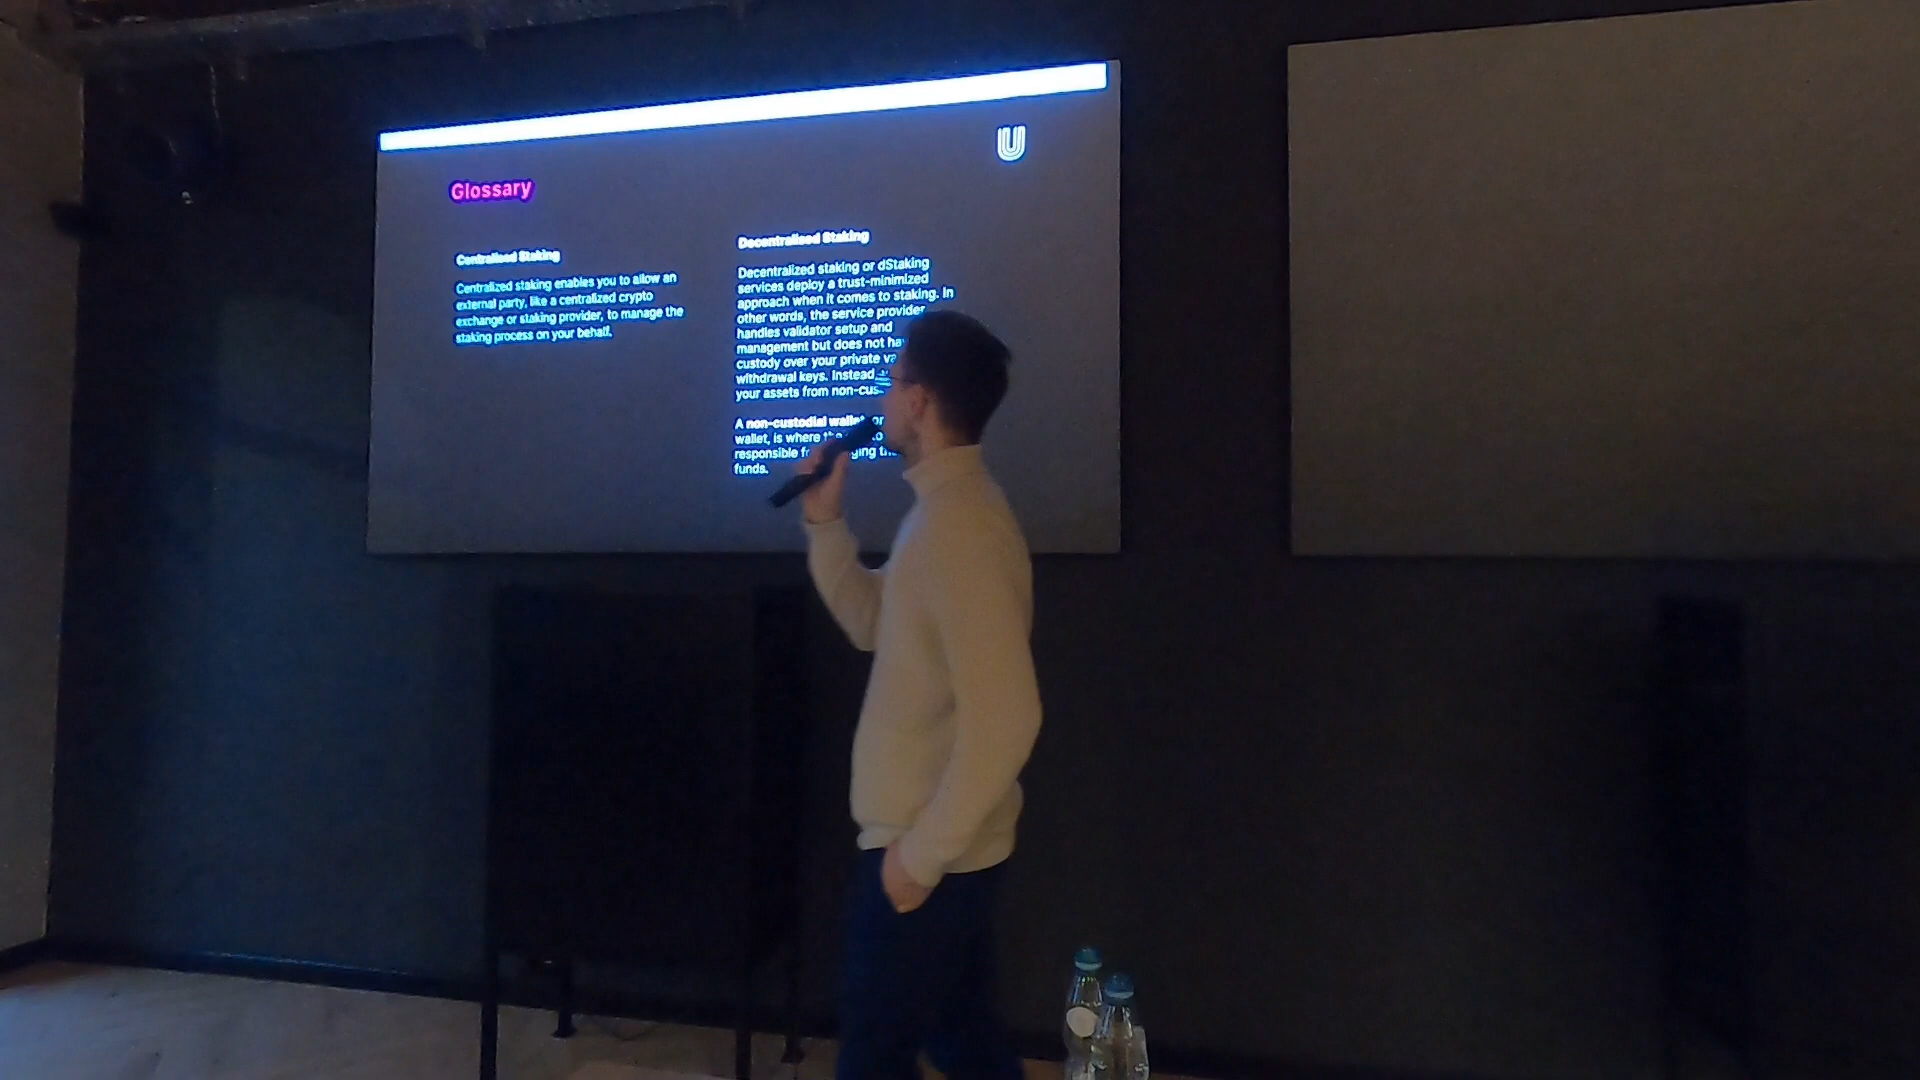 U
Glossary
Centralised Staking
Centralized staking enables you to allow an
external party, like a centralized crypto
exchange or staking provider, to manage the
staking process on your behalf.
Decentralised Staking
Decentralized staking or dStaking
services deploy a trust-minimized
approach when it comes to staking. In
other words, the service provider
handles validator setup and
management but does not
custody over your private
withdrawal keys. Instead
your assets from
A non-custodial wallet, or
wallet, is where
responsible
funds.